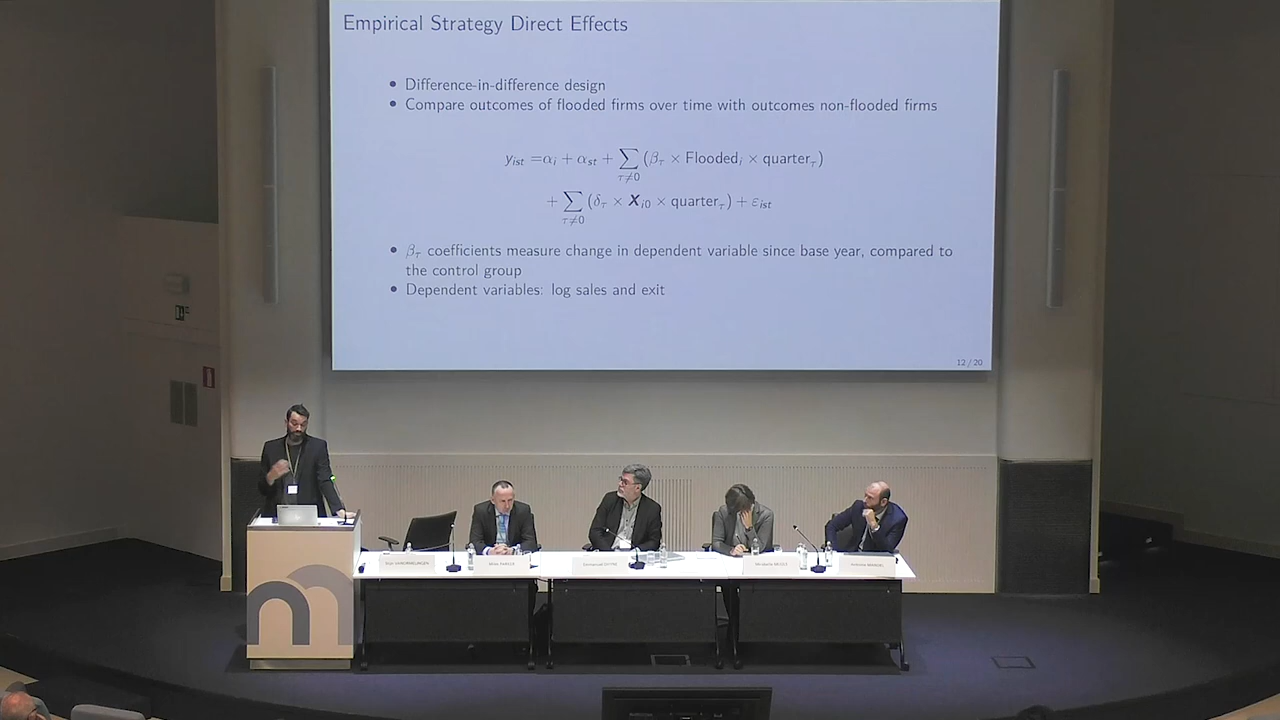 Empirical Strategy Direct Effects
• Difference-in-difference design
• Compare outcomes of flooded firms over time with outcomes non-flooded firms
y_ist = α_i + α_st + ∑_{τ≠0} (β_τ × Flooded_i × quarter_τ)
+ ∑_{τ≠0} (δ_τ × X_i0 × quarter_τ) + ε_ist
• β_τ coefficients measure change in dependent variable since base year, compared to
the control group
• Dependent variables: log sales and exit
12 / 20